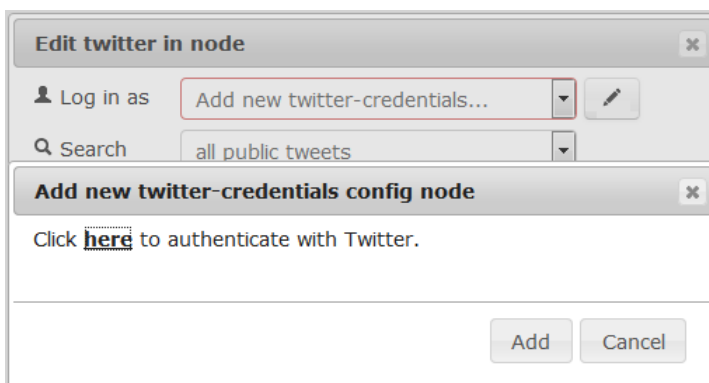 Edit twitter in node
Log in as Add new twitter-credentials...
Search all public tweets
Add new twitter-credentials config node
Click here to authenticate with Twitter.
Add Cancel